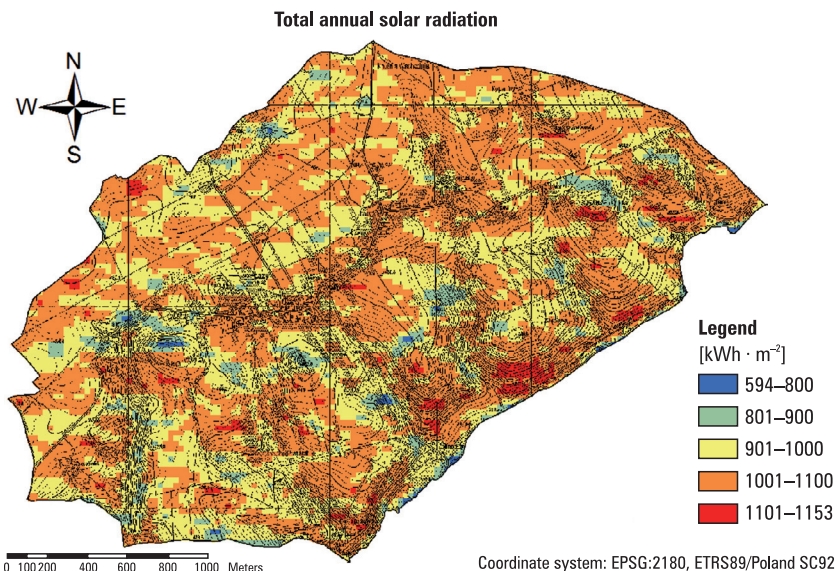 Total annual solar radiation
N
W E
S
Legend
[kWh · m⁻²]
594–800
801–900
901–1000
1001–1100
1101–1153
0 100 200 400 600 800 1000 Meters
Coordinate system: EPSG:2180, ETRS89/Poland SC92